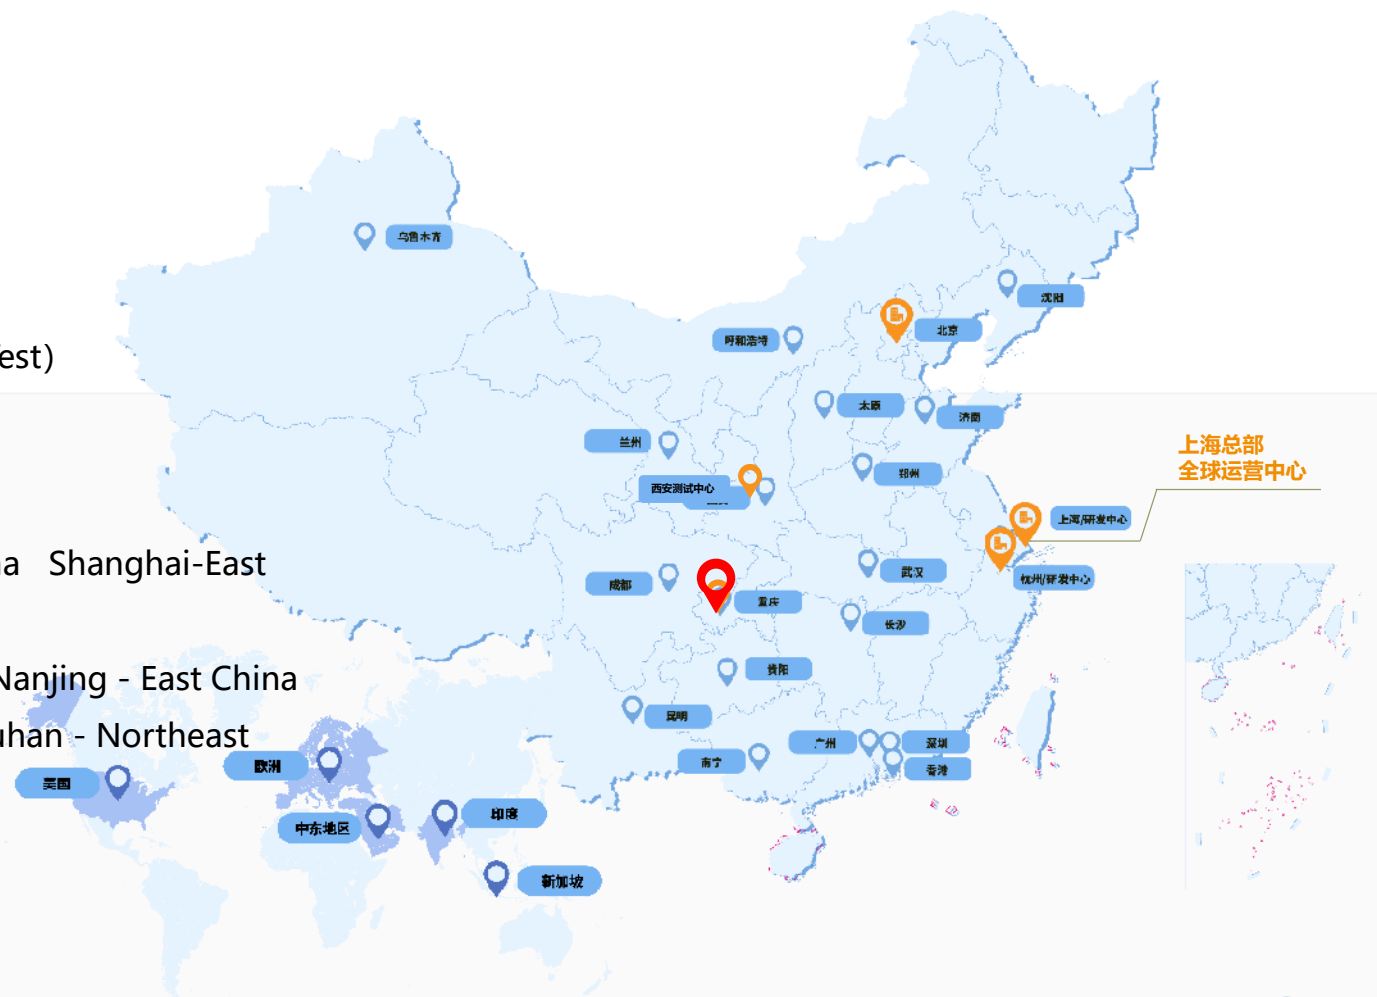 乌鲁木齐
沈阳
北京
呼和浩特
est)
太原
济南
兰州
上海总部
全球运营中心
郑州
西安测试中心
上海/研发中心
na Shanghai-East
武汉
杭州/研发中心
成都
重庆
长沙
贵阳
Nanjing - East China
昆明
uhan - Northeast
广州
深圳
南宁
香港
欧洲
美国
印度
中东地区
新加坡